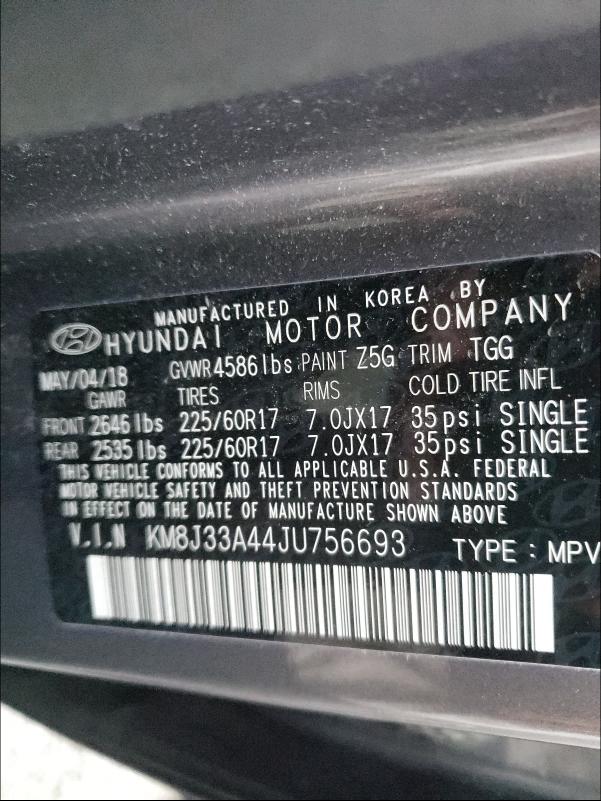 MANUFACTURED IN KOREA BY
HYUNDAI MOTOR COMPANY
MAY/04/18 GVWR 4586 lbs PAINT Z5G TRIM TGG
GAWR TIRES RIMS COLD TIRE INFL
FRONT 2646 lbs 225/60R17 7.0JX17 35psi SINGLE
REAR 2535 lbs 225/60R17 7.0JX17 35psi SINGLE
THIS VEHICLE CONFORMS TO ALL APPLICABLE U.S.A. FEDERAL
MOTOR VEHICLE SAFETY AND THEFT PREVENTION STANDARDS
IN EFFECT ON THE DATE OF MANUFACTURE SHOWN ABOVE
V.I.N KM8J33A44JU756693 TYPE : MPV